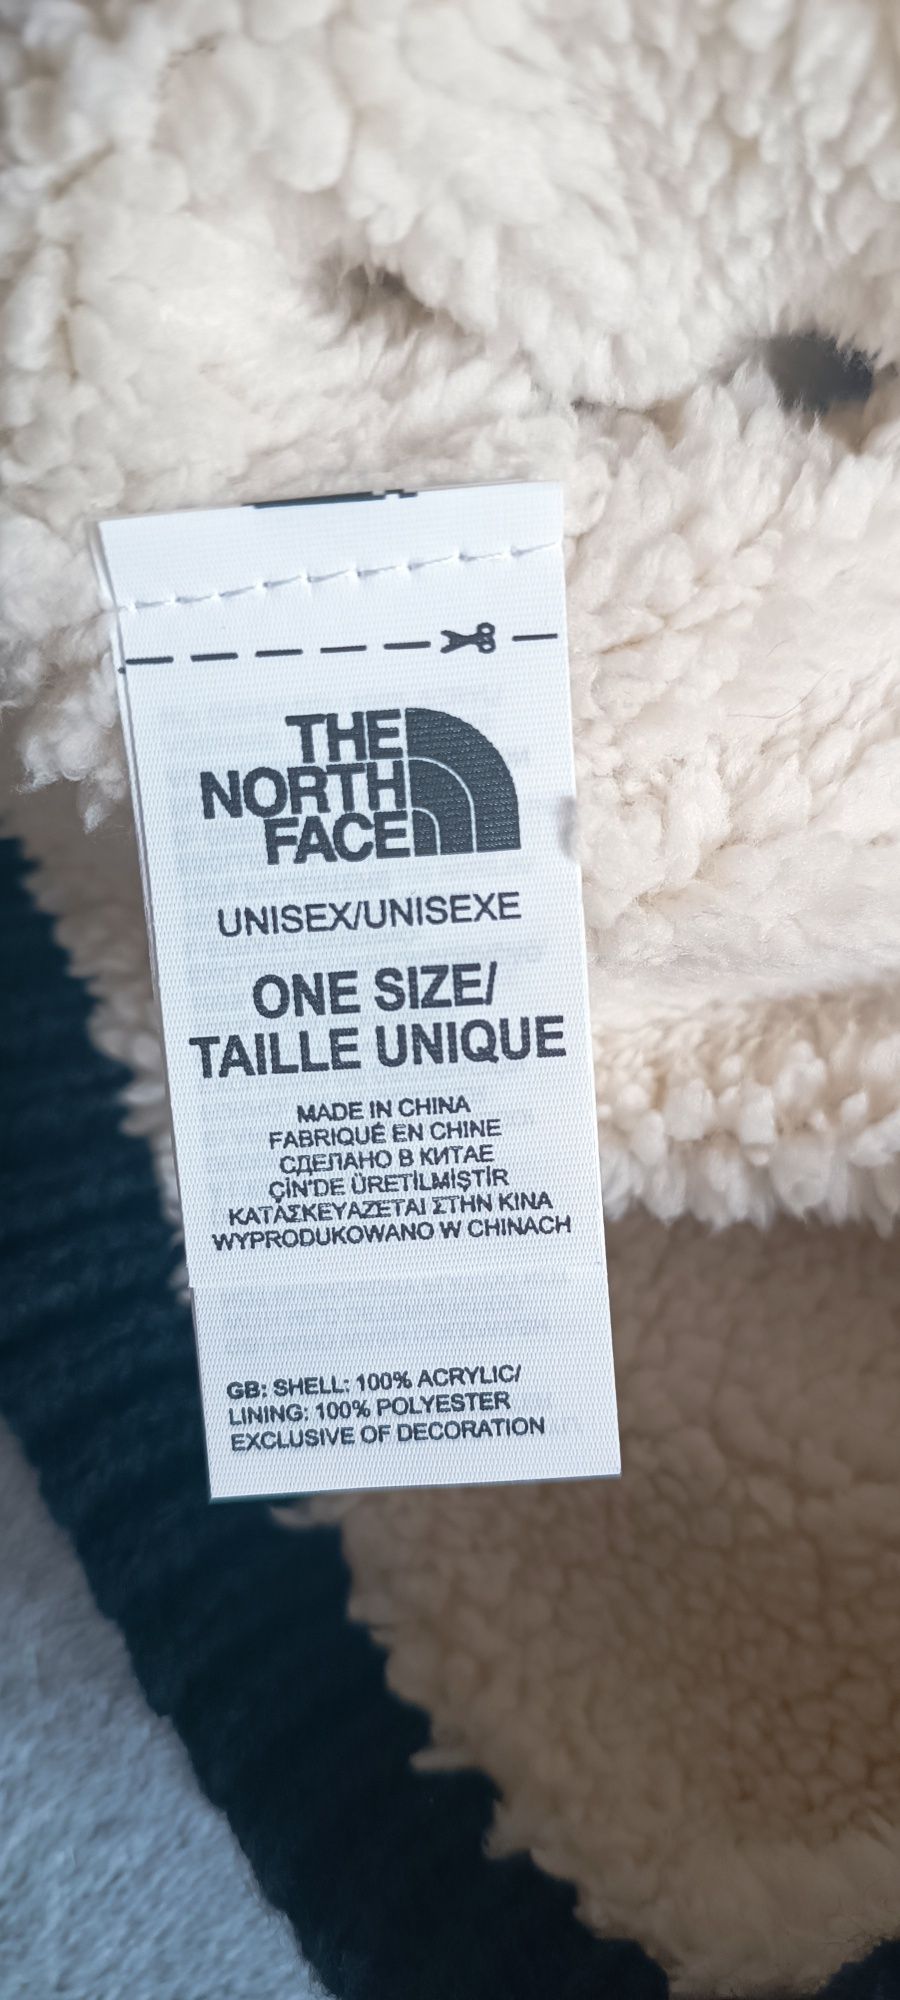 THE
NORTH
FACE
UNISEX/UNISEXE
ONE SIZE/
TAILLE UNIQUE
MADE IN CHINA
FABRIQUÉ EN CHINE
СДЕЛАНО В КИТАЕ
ÇİN'DE ÜRETİLMİŞTİR
ΚΑΤΑΣΚΕΥΑΖΕΤΑΙ ΣΤΗΝ ΚΙΝΑ
WYPRODUKOWANO W CHINACH
GB: SHELL: 100% ACRYLIC/
LINING: 100% POLYESTER
EXCLUSIVE OF DECORATION